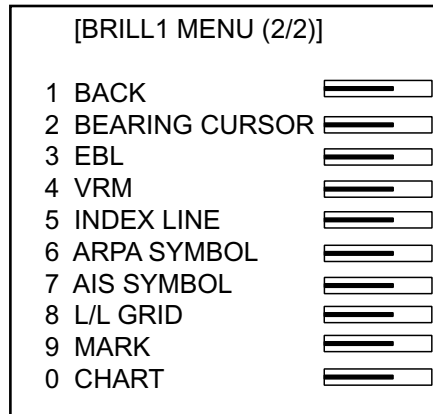 [BRILL1 MENU (2/2)]
1 BACK
2 BEARING CURSOR
3 EBL
4 VRM
5 INDEX LINE
6 ARPA SYMBOL
7 AIS SYMBOL
8 L/L GRID
9 MARK
0 CHART